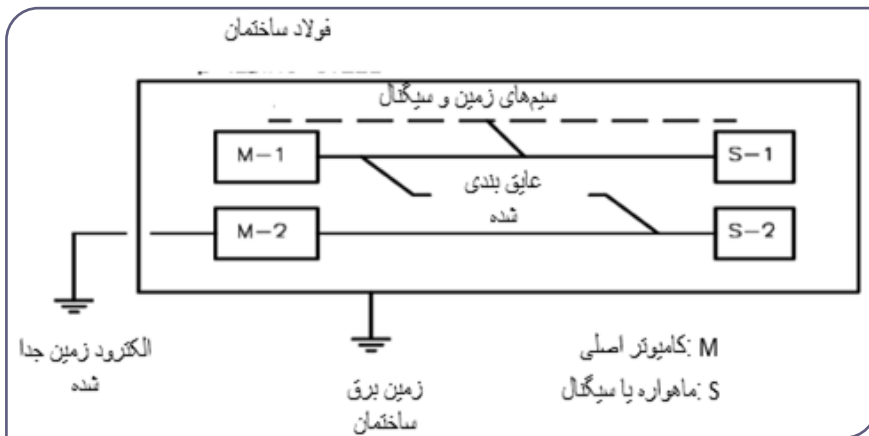 فولاد ساختمان
سیم‌های زمین و سیگنال
M-1
S-1
عایق بندی
شده
M-2
S-2
الکترود زمین جدا
شده
زمین برق
ساختمان
M :کامپوتر اصلی
S :ماهواره یا سیگنال